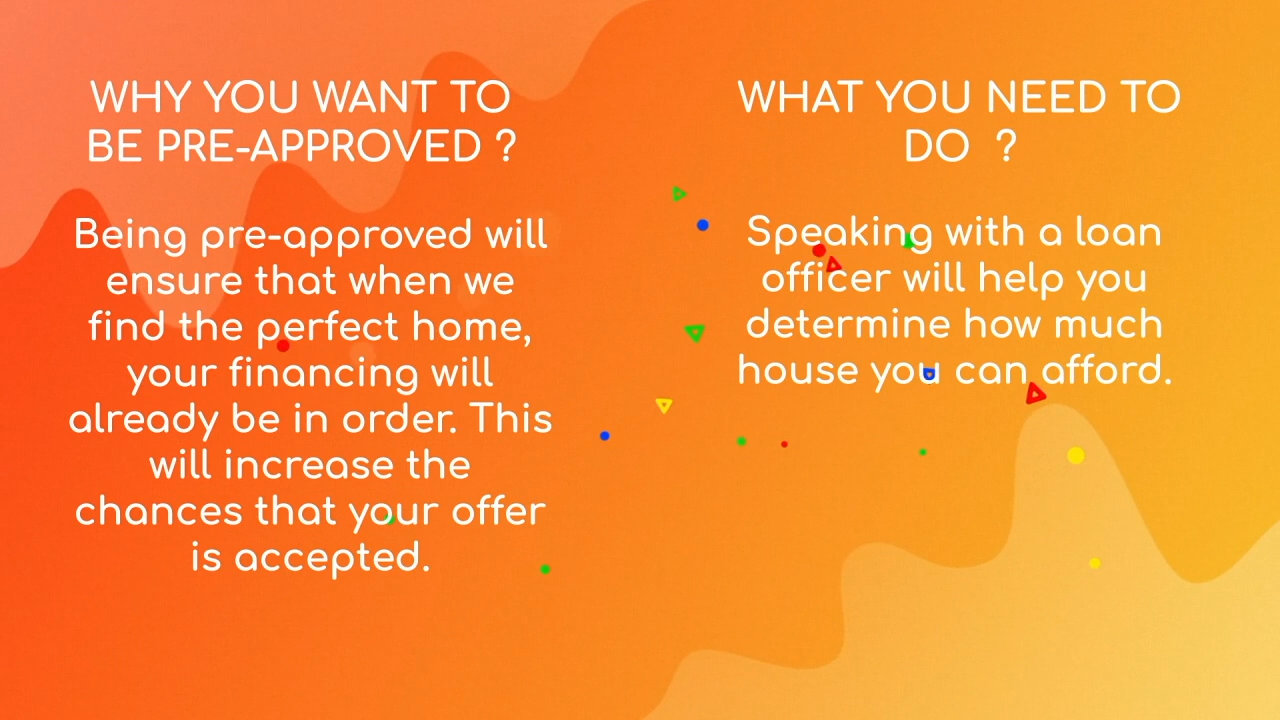 WHY YOU WANT TO
BE PRE-APPROVED ?
Being pre-approved will
ensure that when we
find the perfect home,
your financing will
already be in order. This
will increase the
chances that your offer
is accepted.
WHAT YOU NEED TO
DO  ?
Speaking with a loan
officer will help you
determine how much
house you can afford.